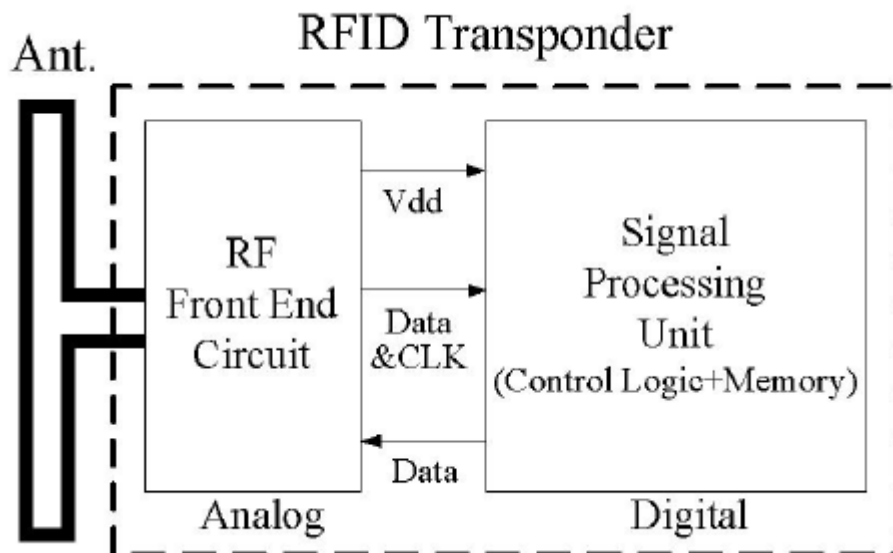 RFID Transponder
Ant.
RF
Front End
Circuit
Vdd
Data
&CLK
Data
Signal
Processing
Unit
(Control Logic+Memory)
Analog
Digital